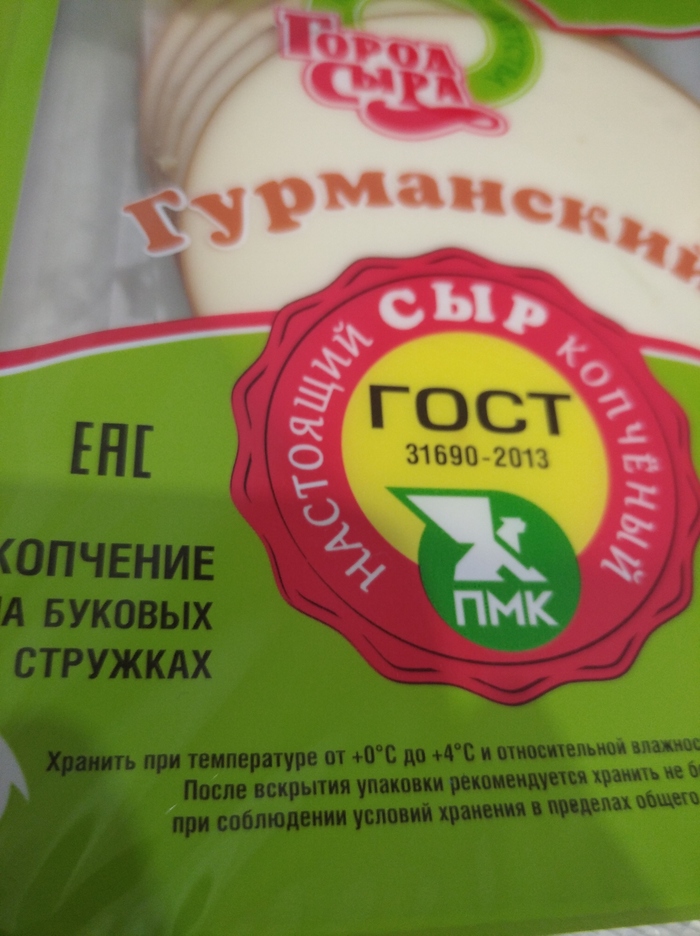 ГОРОД
СЫРА
Гурманский
НАСТОЯЩИЙ СЫР КОПЧЁНЫЙ
ГОСТ
31690-2013
ПМК
ЕАС
КОПЧЕНИЕ
НА БУКОВЫХ
СТРУЖКАХ
Хранить при температуре от +0°С до +4°С и относительной
После вскрытия упаковки рекомендуется хранить не
при соблюдении условий хранения в пределах общего